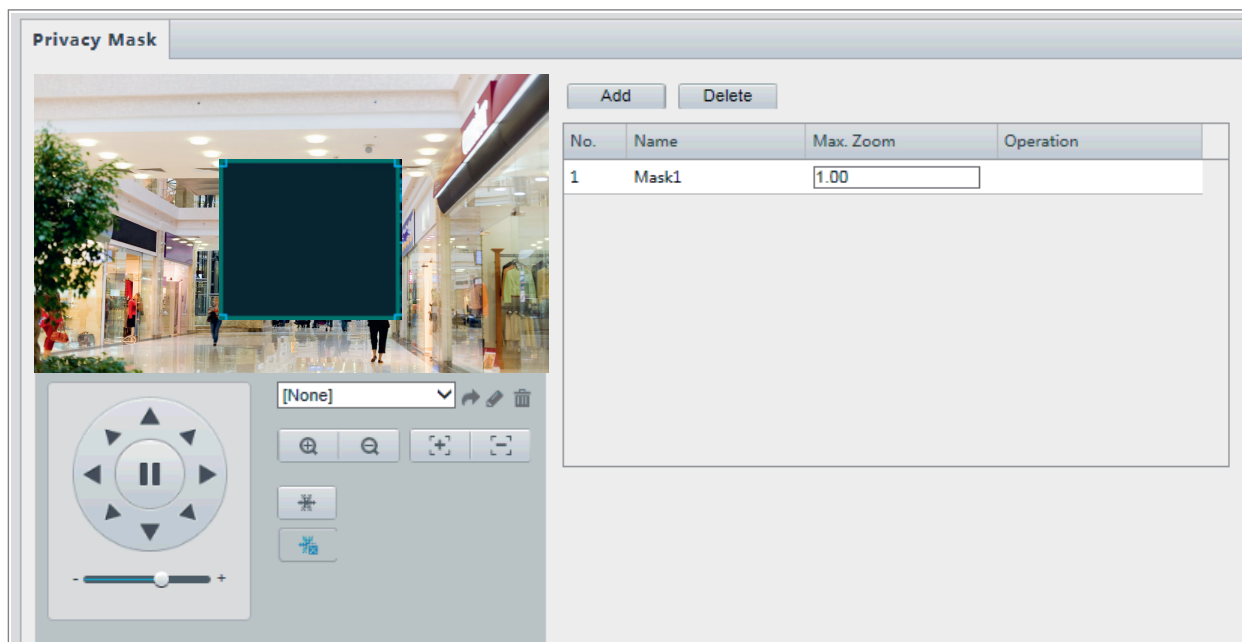 Privacy Mask
Add Delete
No. Name Max. Zoom Operation
1 Mask1 1.00
[None]
- +